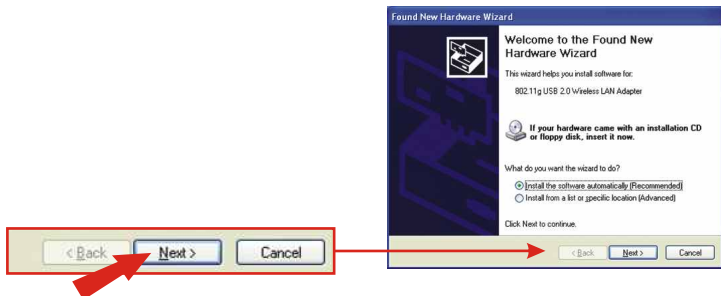 Found New Hardware Wizard
Welcome to the Found New
Hardware Wizard
This wizard helps you install software for:
802.11g USB 2.0 Wireless LAN Adapter
If your hardware came with an installation CD
or floppy disk, insert it now.
What do you want the wizard to do?
Install the software automatically (Recommended)
Install from a list or specific location (Advanced)
Click Next to continue.
< Back Next > Cancel
< Back Next > Cancel